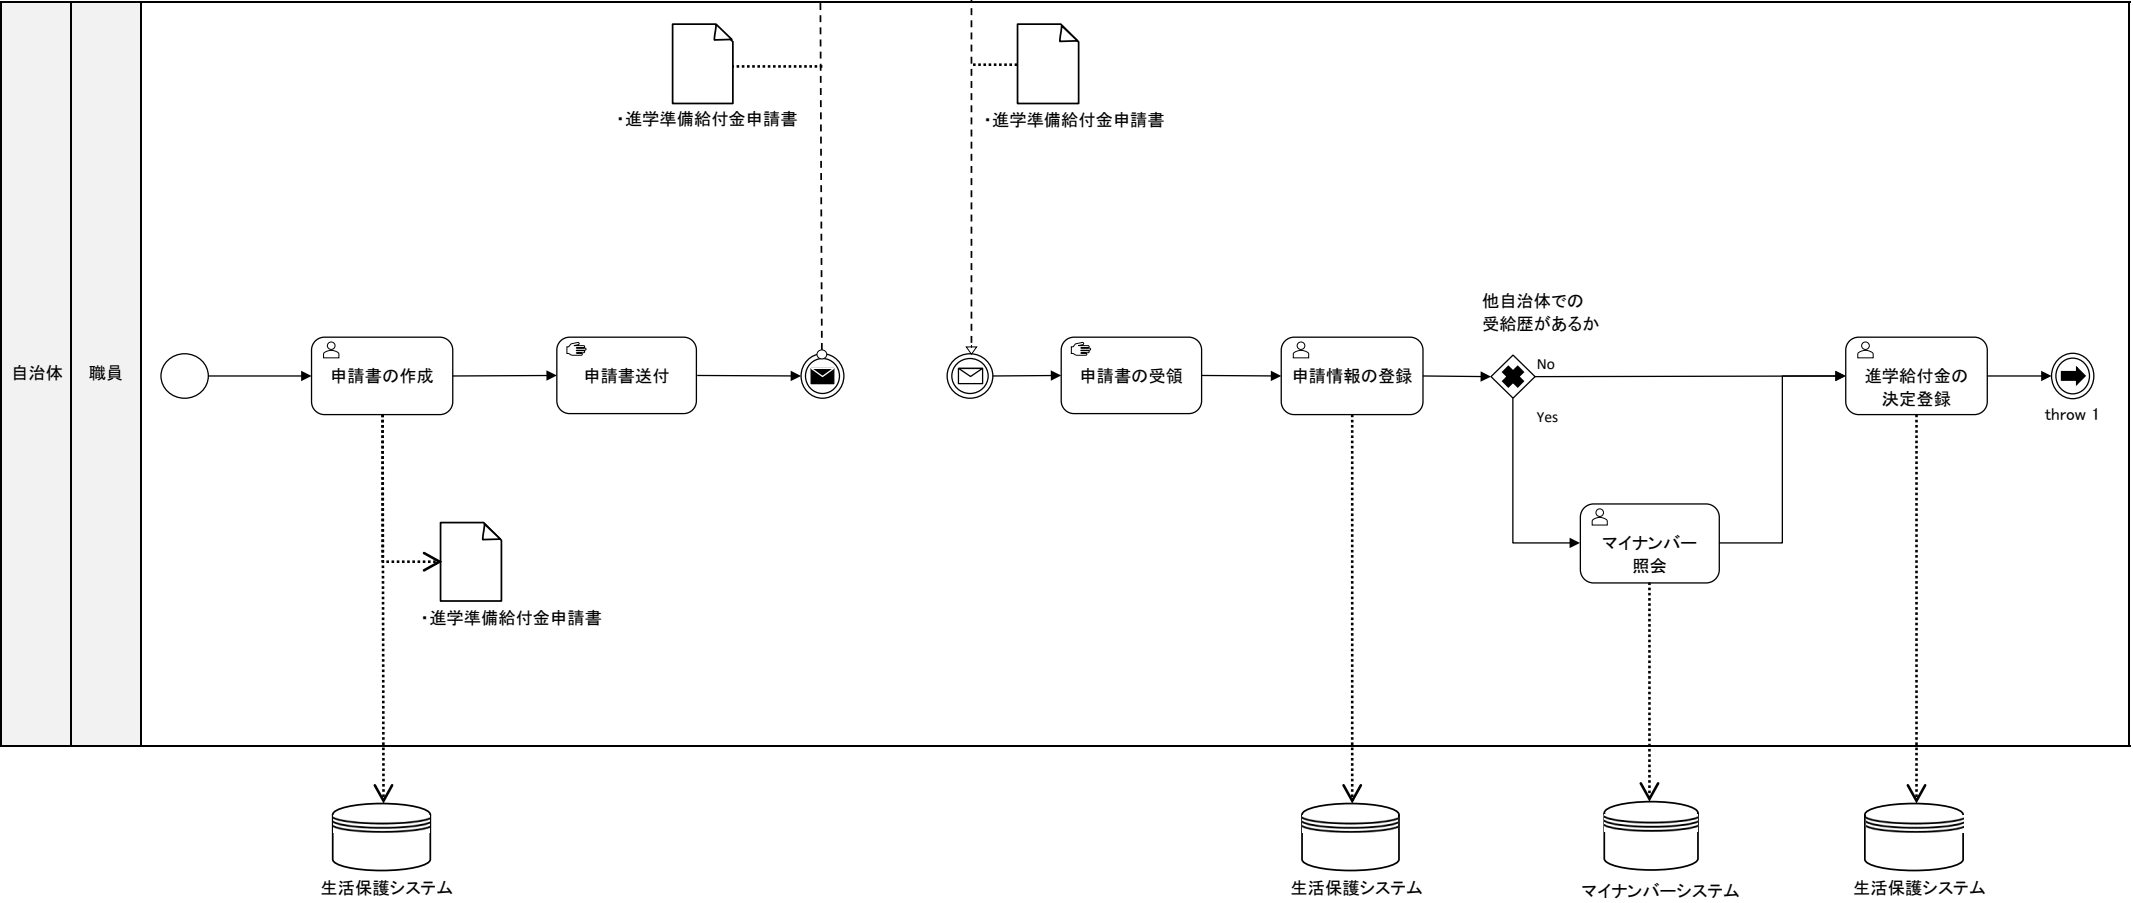 ・進学準備給付金申請書
・進学準備給付金申請書
他自治体での
受給歴があるか
自治体
職員
申請書の作成
申請書送付
申請書の受領
申請情報の登録
No
Yes
進学給付金の
決定登録
throw 1
マイナンバー
照会
・進学準備給付金申請書
生活保護システム
生活保護システム
マイナンバーシステム
生活保護システム